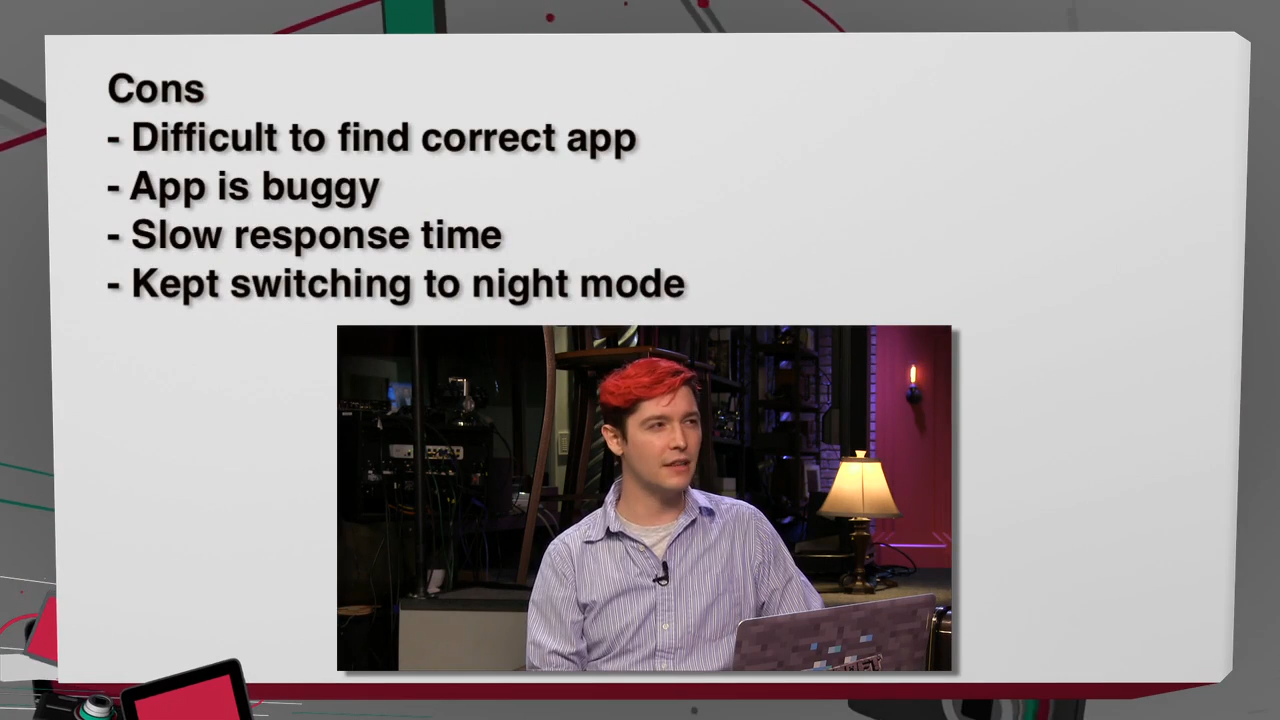 Cons
- Difficult to find correct app
- App is buggy
- Slow response time
- Kept switching to night mode